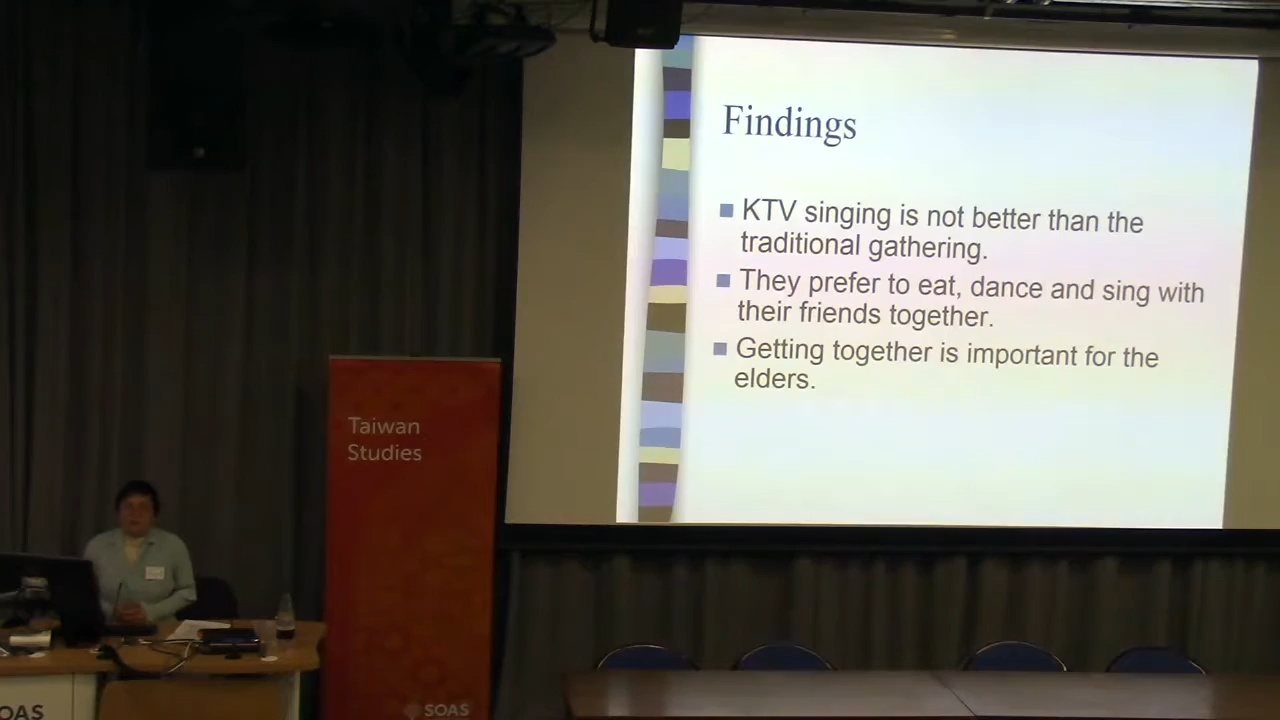 Findings
KTV singing is not better than the
traditional gathering.
They prefer to eat, dance and sing with
their friends together.
Getting together is important for the
elders.
Taiwan
Studies
SOAS
OAS